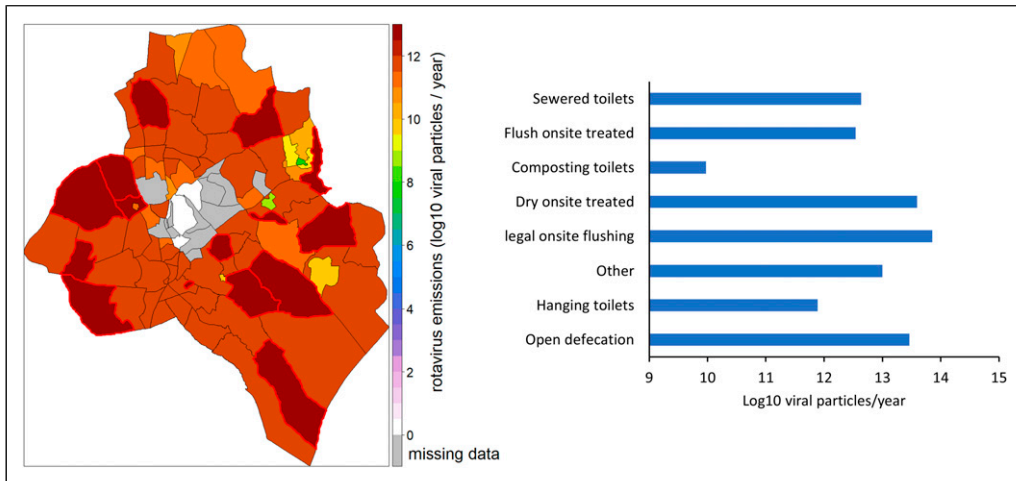 12
10
8
6
4
2
0
rotavirus emissions (log10 viral particles / year)
missing data
Sewered toilets
Flush onsite treated
Composting toilets
Dry onsite treated
legal onsite flushing
Other
Hanging toilets
Open defecation
9 10 11 12 13 14 15
Log10 viral particles/year